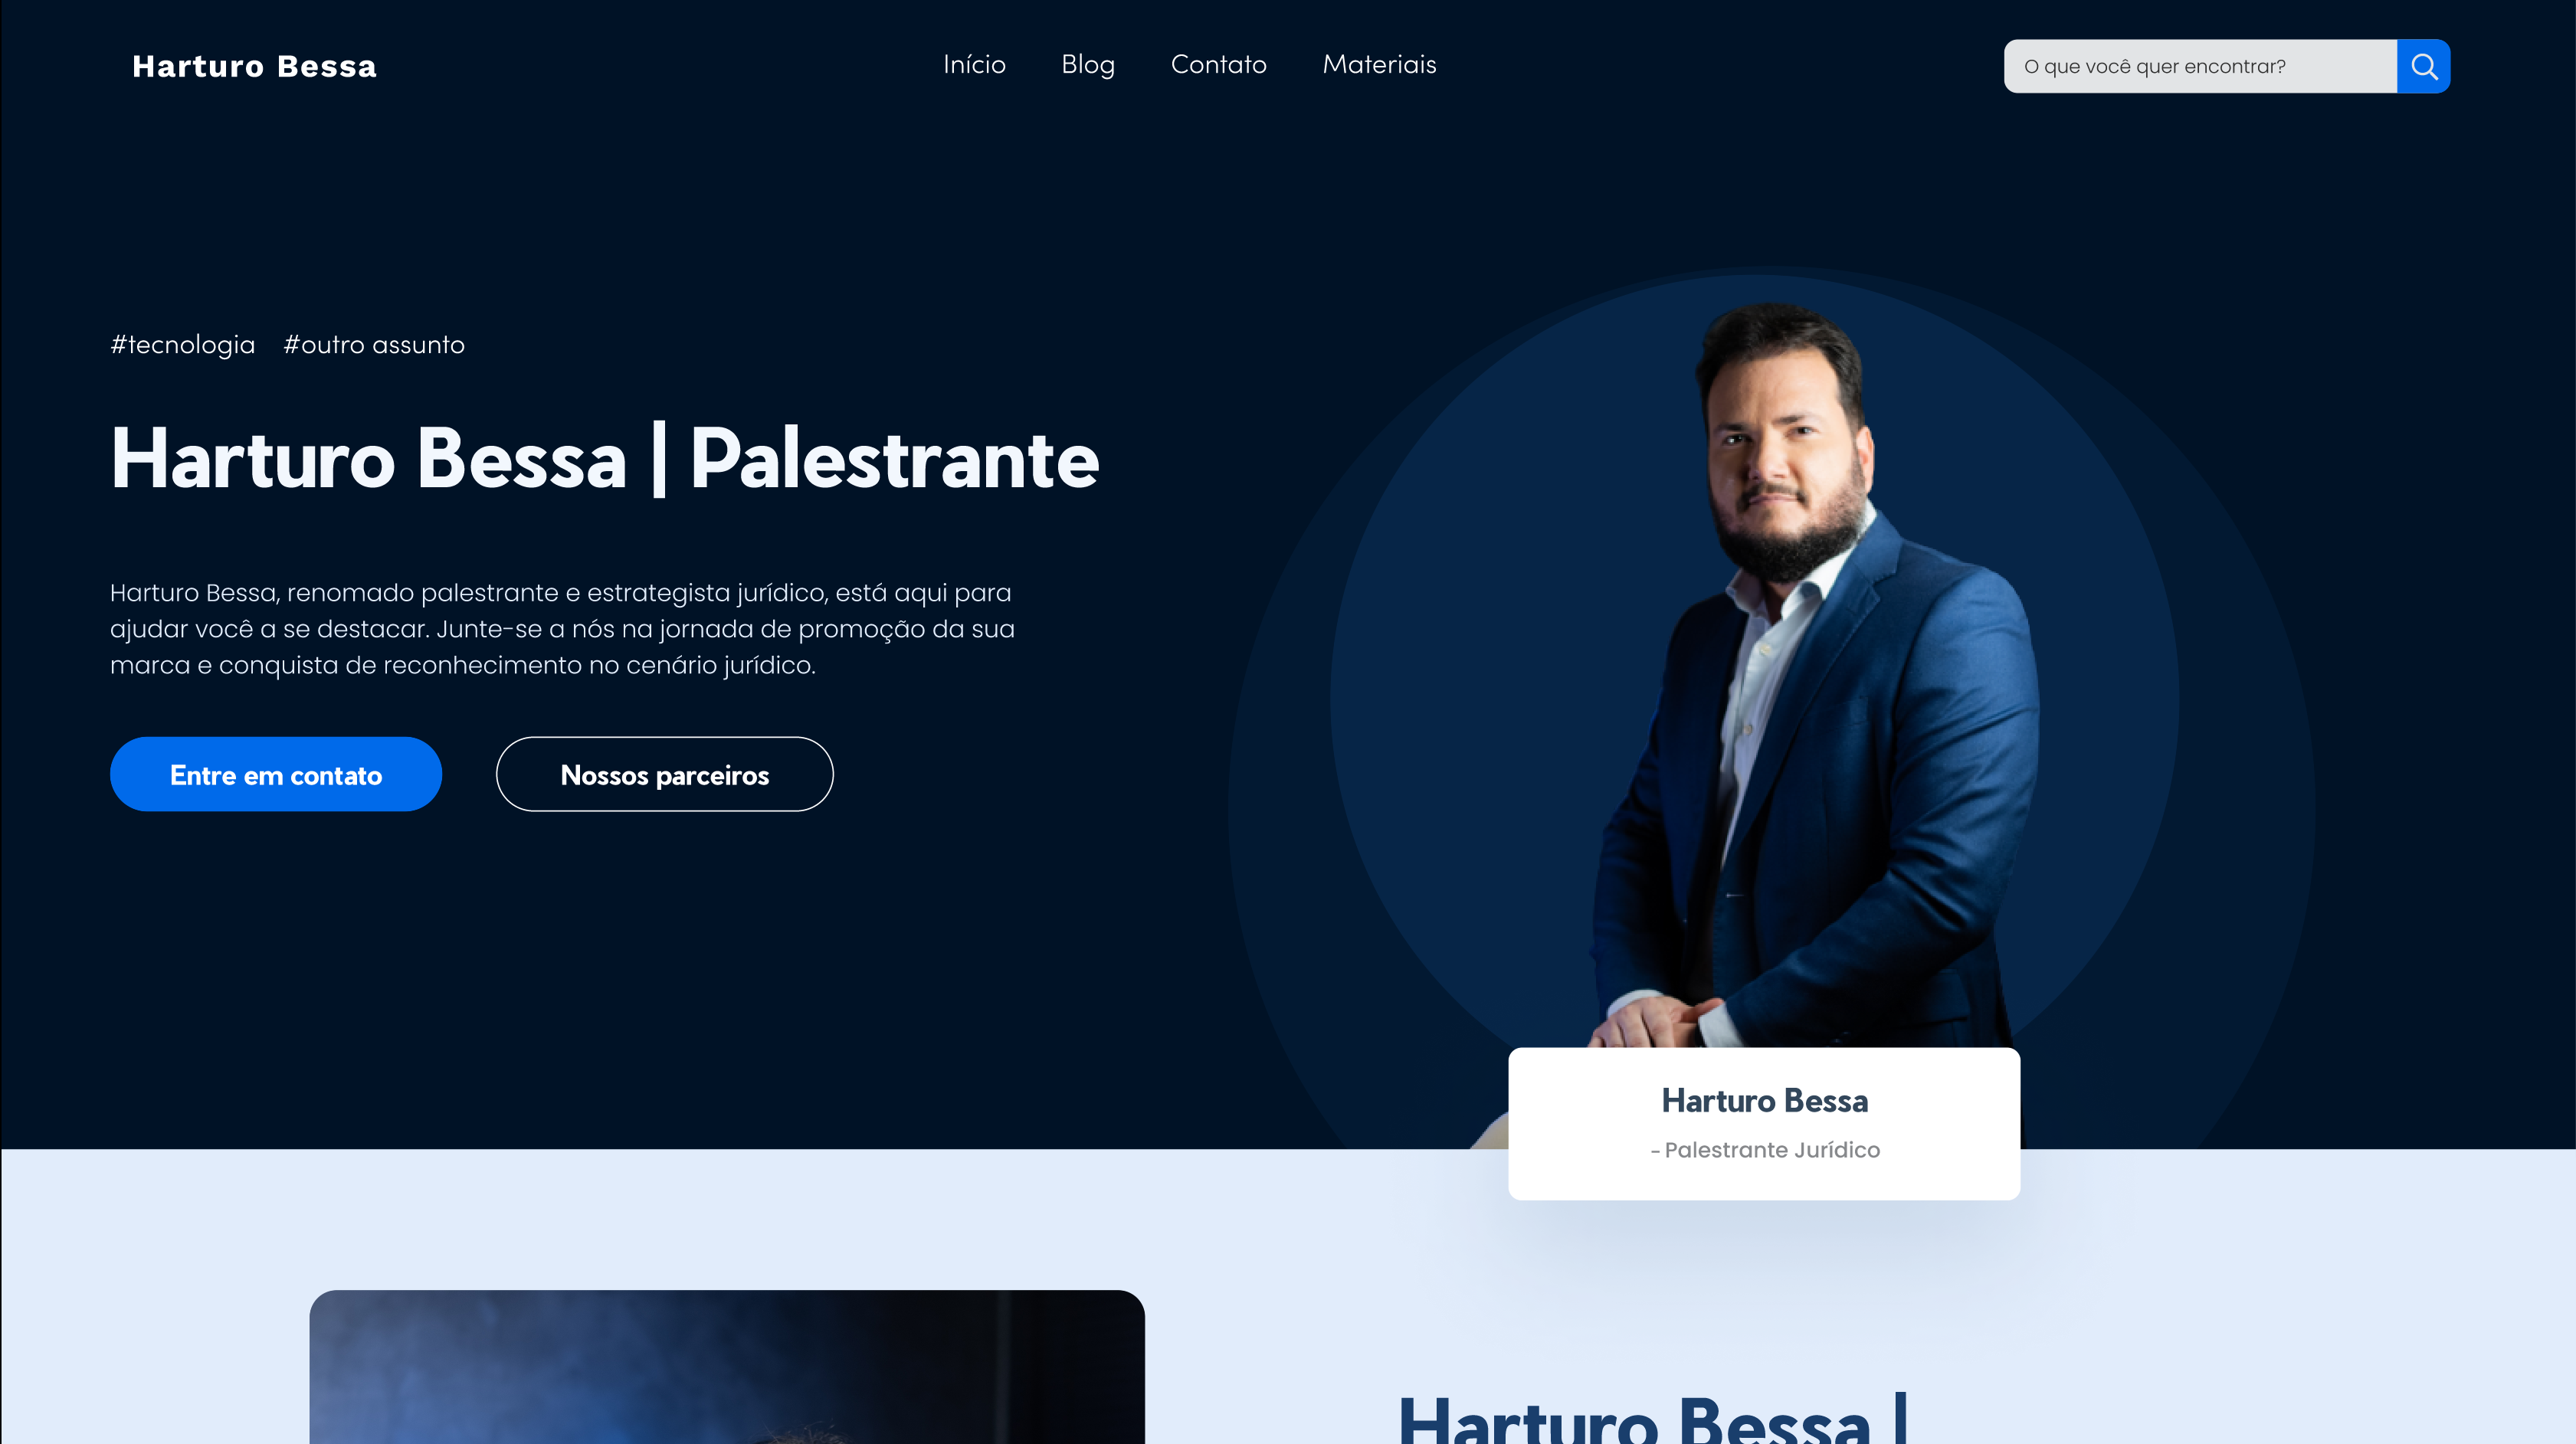 Harturo Bessa
Início Blog Contato Materiais
O que você quer encontrar?
#tecnologia #outro assunto
Harturo Bessa | Palestrante
Harturo Bessa, renomado palestrante e estrategista jurídico, está aqui para
ajudar você a se destacar. Junte-se a nós na jornada de promoção da sua
marca e conquista de reconhecimento no cenário jurídico.
Entre em contato
Nossos parceiros
Harturo Bessa
- Palestrante Jurídico
Harturo Bessa |